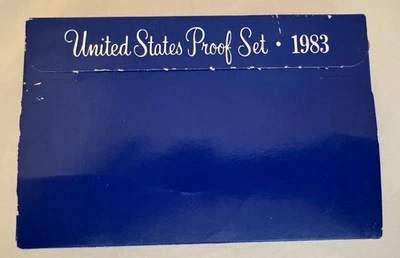 United States Proof Set · 1983